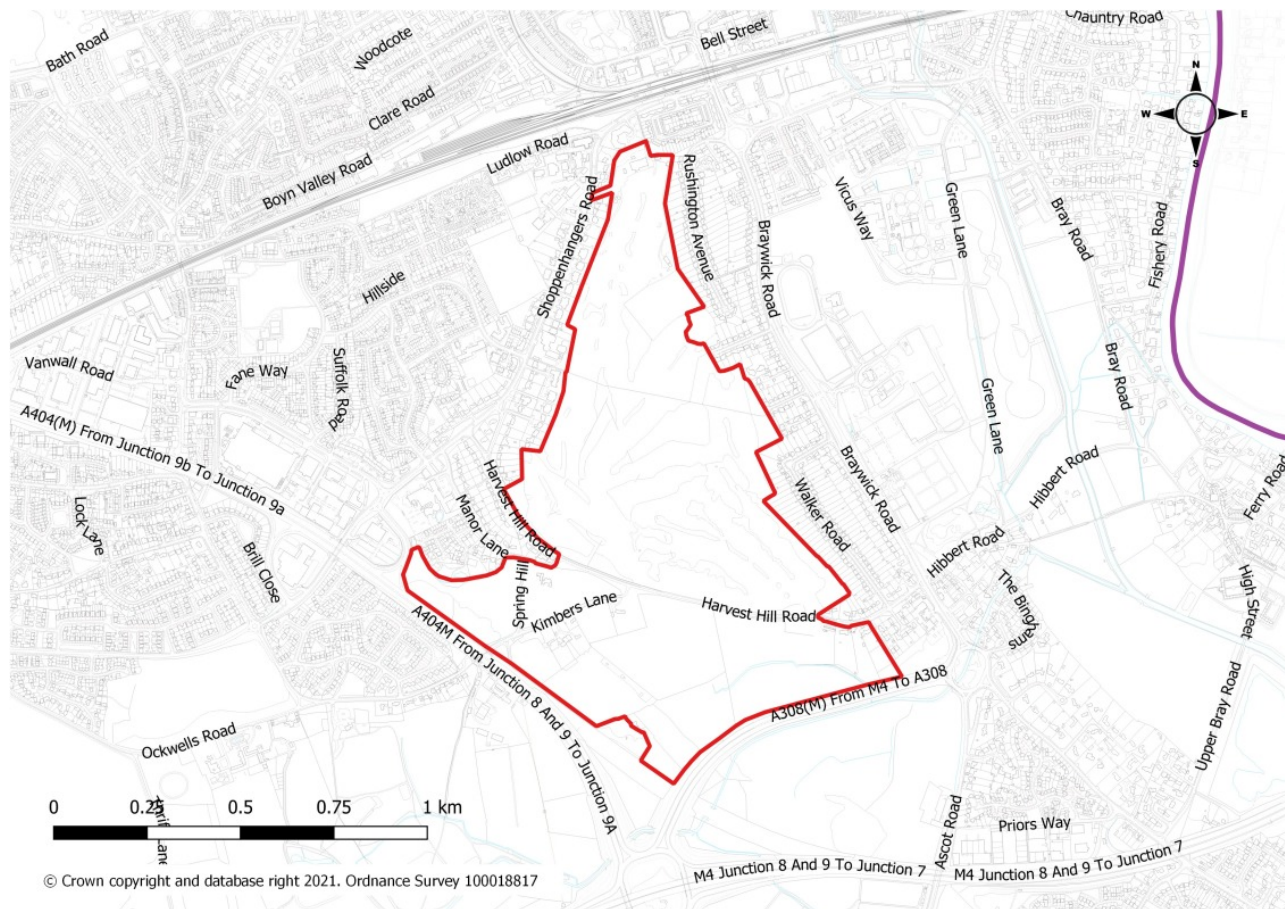 Chauntry Road
Bell Street
Bath Road
Woodcote
N
W E
S
Clare Road
Ludlow Road
Boyn Valley Road
Rushington Avenue
Vicus Way
Green Lane
Bray Road
Fishery Road
Shoppenhangers Road
Braywick Road
Hillside
Vanwall Road
Fane Way
Suffolk Road
Bray Road
Green Lane
A404(M) From Junction 9b To Junction 9a
Hibbert Road
Ferry Road
Braywick Road
Walker Road
Harvest Hill Road
Manor Lane
Lock Lane
Brill Close
Hibbert Road
Spring Hill
Kimbers Lane
Harvest Hill Road
The Binghams
High Street
A404M From Junction 8 And 9 To Junction 9A
A308(M) From M4 To A308
Upper Bray Road
Ockwells Road
0 0.25 0.5 0.75 1 km
Lane
Ascot Road
Priors Way
M4 Junction 8 And 9 To Junction 7
M4 Junction 8 And 9 To Junction 7
© Crown copyright and database right 2021. Ordnance Survey 100018817